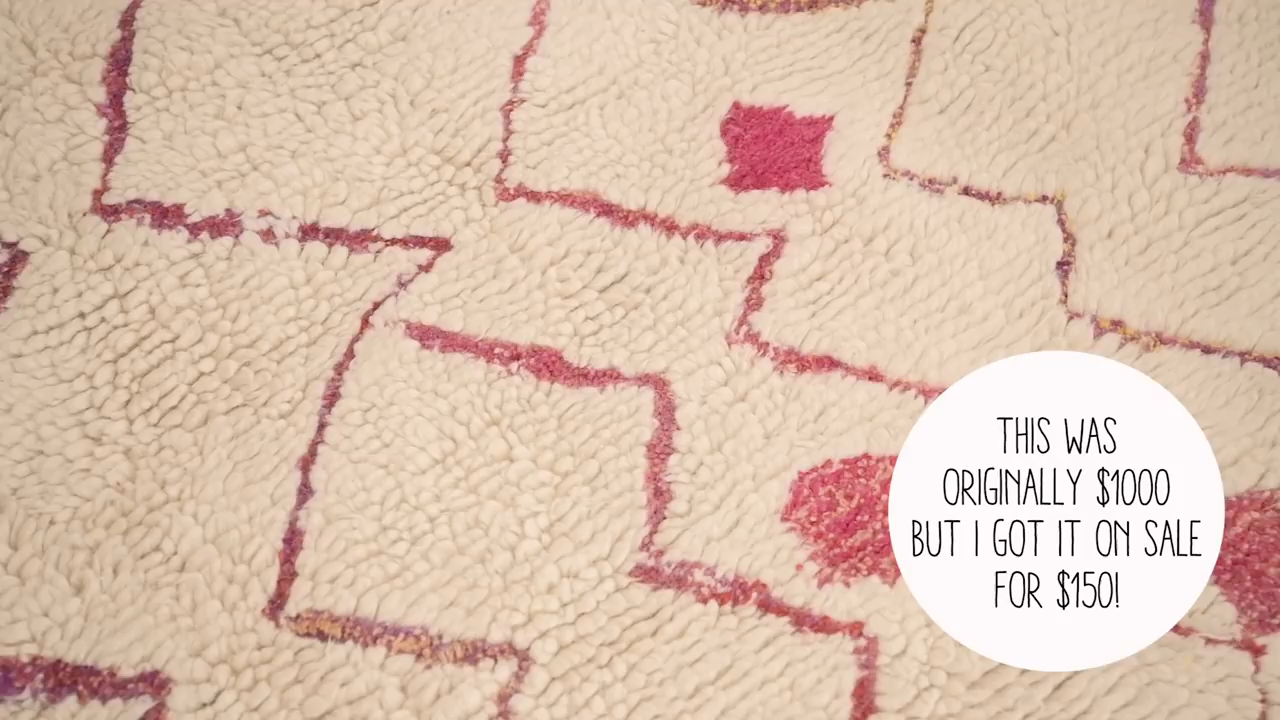 THIS WAS
ORIGINALLY $1000
BUT I GOT IT ON SALE
FOR $150!